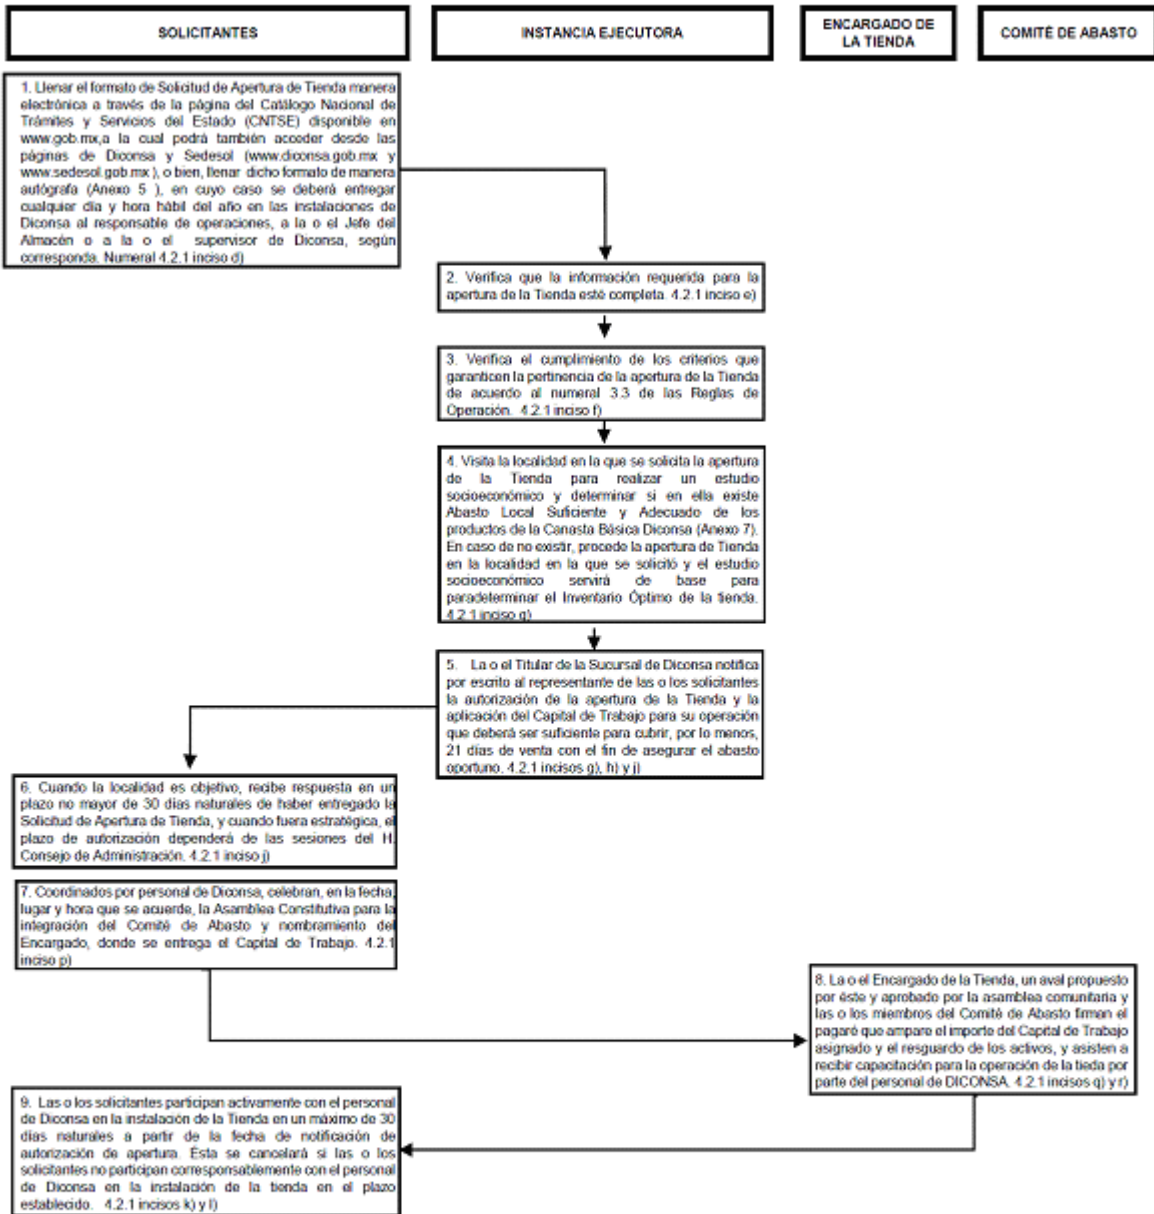 SOLICITANTES
INSTANCIA EJECUTORA
ENCARGADO DE
LA TIENDA
COMITÉ DE ABASTO
1. Llenar el formato de Solicitud de Apertura de Tienda manera
electrónica a través de la página del Catálogo Nacional de
Trámites y Servicios del Estado (CNTSE) disponible en
www.gob.mx,a la cual podrá también acceder desde las
páginas de Diconsa y Sedesol (www.diconsa.gob.mx y
www.sedesol.gob.mx ), o bien, llenar dicho formato de manera
autógrafa (Anexo 5 ), en cuyo caso se deberá entregar
cualquier día y hora hábil del año en las instalaciones de
Diconsa al responsable de operaciones, a la o el Jefe del
Almacén o a la o el supervisor de Diconsa, según
corresponda. Numeral 4.2.1 inciso d)
2. Verifica que la información requerida para la
apertura de la Tienda esté completa. 4.2.1 inciso e)
3. Verifica el cumplimiento de los criterios que
garanticen la pertinencia de la apertura de la Tienda
de acuerdo al numeral 3.3 de las Reglas de
Operación. 4.2.1 inciso f)
4. Visita la localidad en la que se solicita la apertura
de la Tienda para realizar un estudio
socioeconómico y determinar si en ella existe
Abasto Local Suficiente y Adecuado de los
productos de la Canasta Básica Diconsa (Anexo 7).
En caso de no existir, procede la apertura de Tienda
en la localidad en la que se solicitó y el estudio
socioeconómico servirá de base para
paradeterminar el Inventario Óptimo de la tienda.
4.2.1 inciso g)
5. La o el Titular de la Sucursal de Diconsa notifica
por escrito al representante de las o los solicitantes
la autorización de la apertura de la Tienda y la
aplicación del Capital de Trabajo para su operación
que deberá ser suficiente para cubrir, por lo menos,
21 días de venta con el fin de asegurar el abasto
oportuno. 4.2.1 incisos g), h) y j)
6. Cuando la localidad es objetivo, recibe respuesta en un
plazo no mayor de 30 días naturales de haber entregado la
Solicitud de Apertura de Tienda, y cuando fuera estratégica, el
plazo de autorización dependerá de las sesiones del H.
Consejo de Administración. 4.2.1 inciso j)
7. Coordinados por personal de Diconsa, celebran, en la fecha,
lugar y hora que se acuerde, la Asamblea Constitutiva para la
integración del Comité de Abasto y nombramiento del
Encargado, donde se entrega el Capital de Trabajo. 4.2.1
inciso p)
8. La o el Encargado de la Tienda, un aval propuesto
por éste y aprobado por la asamblea comunitaria y
las o los miembros del Comité de Abasto firman el
pagaré que ampare el importe del Capital de Trabajo
asignado y el resguardo de los activos, y asisten a
recibir capacitación para la operación de la tieda por
parte del personal de DICONSA. 4.2.1 incisos q) y r)
9. Las o los solicitantes participan activamente con el personal
de Diconsa en la instalación de la Tienda en un máximo de 30
días naturales a partir de la fecha de notificación de
autorización de apertura. Ésta se cancelará si las o los
solicitantes no participan corresponsablemente con el personal
de Diconsa en la instalación de la tienda en el plazo
establecido. 4.2.1 incisos k) y l)